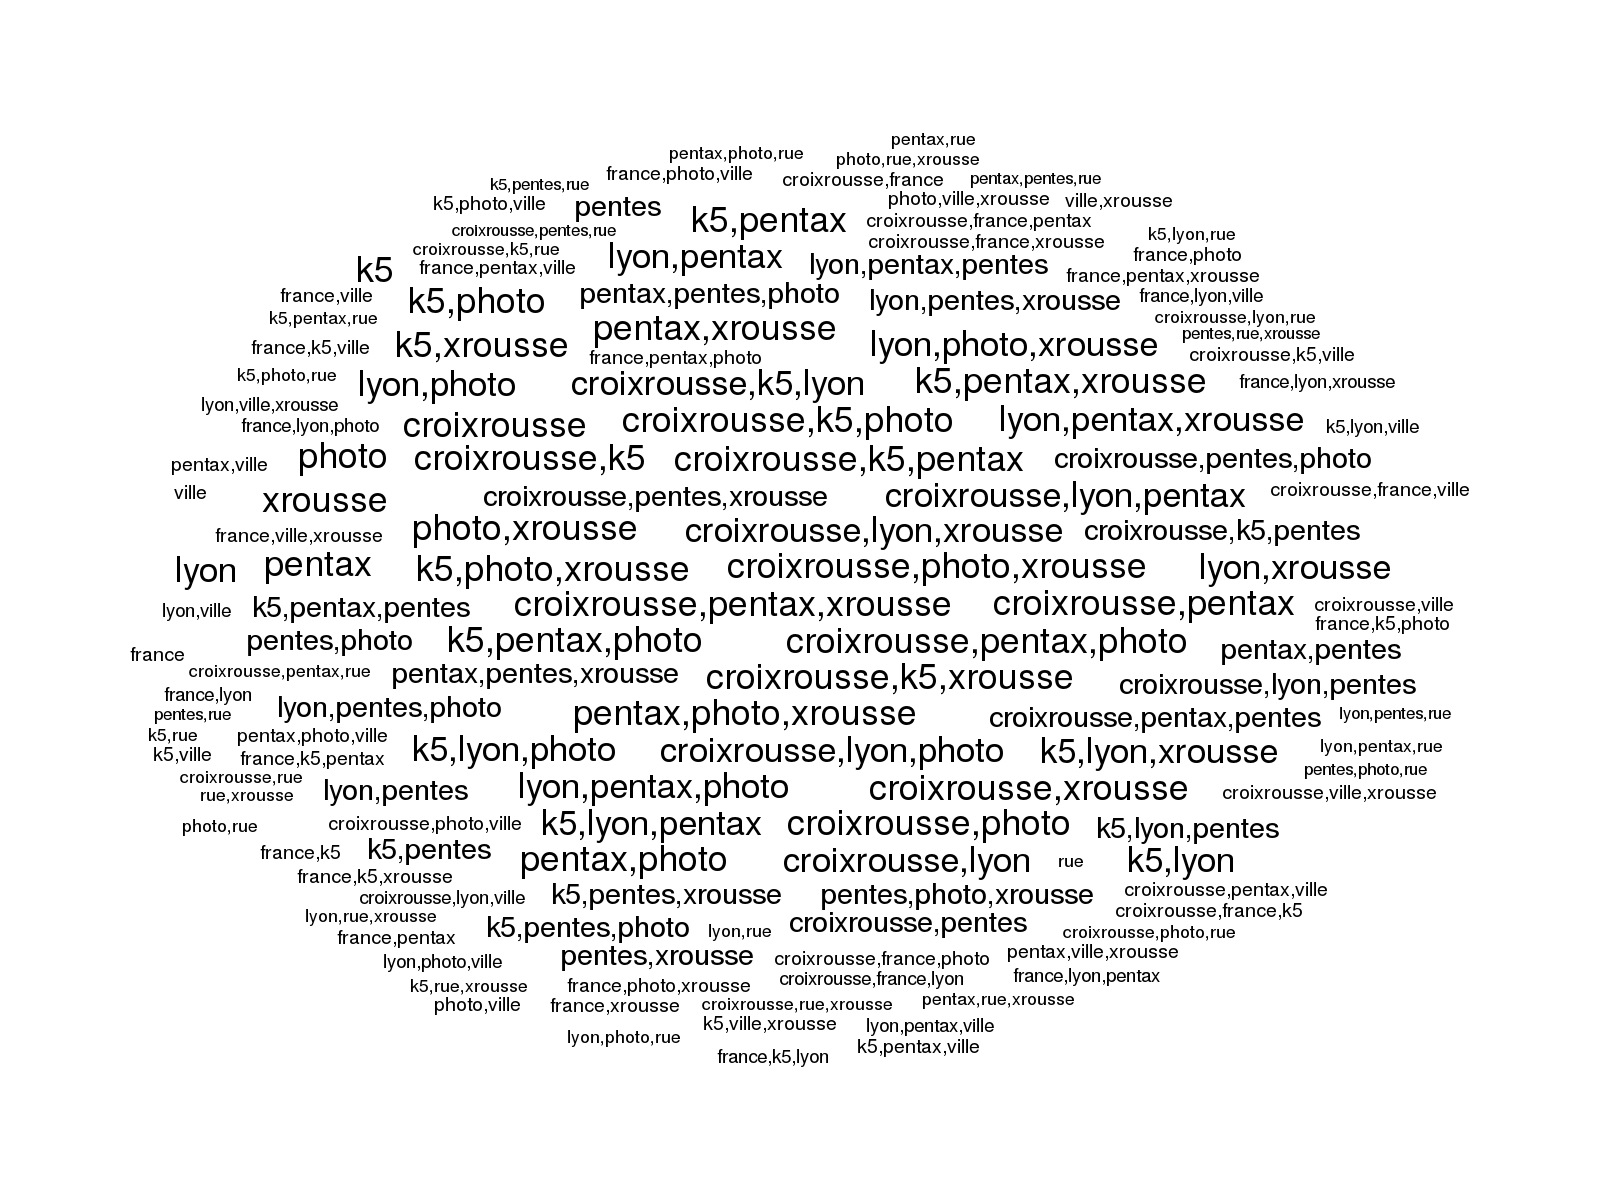 pentax,rue
pentax,photo,rue photo,rue,xrousse
france,photo,ville croixrousse,france pentax,pentes,rue
k5,pentes,rue
k5,photo,ville pentes k5,pentax photo,ville,xrousse ville,xrousse
croixrousse,france,pentax
croixrousse,pentes,rue croixrousse,france,xrousse k5,lyon,rue
croixrousse,k5,rue lyon,pentax france,photo
k5 france,pentax,ville lyon,pentax,pentes france,pentax,xrousse
france,ville k5,photo pentax,pentes,photo lyon,pentes,xrousse france,lyon,ville
k5,pentax,rue pentax,xrousse croixrousse,lyon,rue
pentes,rue,xrousse
france,k5,ville k5,xrousse france,pentax,photo lyon,photo,xrousse croixrousse,k5,ville
k5,photo,rue lyon,photo croixrousse,k5,lyon k5,pentax,xrousse france,lyon,xrousse
lyon,ville,xrousse
france,lyon,photo croixrousse croixrousse,k5,photo lyon,pentax,xrousse k5,lyon,ville
pentax,ville photo croixrousse,k5 croixrousse,k5,pentax croixrousse,pentes,photo
ville xrousse croixrousse,pentes,xrousse croixrousse,lyon,pentax croixrousse,france,ville
france,ville,xrousse photo,xrousse croixrousse,lyon,xrousse croixrousse,k5,pentes
lyon pentax k5,photo,xrousse croixrousse,photo,xrousse lyon,xrousse
lyon,ville k5,pentax,pentes croixrousse,pentax,xrousse croixrousse,pentax croixrousse,ville
france,k5,photo
pentes,photo k5,pentax,photo croixrousse,pentax,photo pentax,pentes
france
croixrousse,pentax,rue pentax,pentes,xrousse croixrousse,k5,xrousse croixrousse,lyon,pentes
france,lyon
pentes,rue lyon,pentes,photo pentax,photo,xrousse croixrousse,pentax,pentes lyon,pentes,rue
k5,rue pentax,photo,ville
k5,ville france,k5,pentax k5,lyon,photo croixrousse,lyon,photo k5,lyon,xrousse lyon,pentax,rue
croixrousse,rue pentes,photo,rue
rue,xrousse lyon,pentes lyon,pentax,photo croixrousse,xrousse croixrousse,ville,xrousse
photo,rue croixrousse,photo,ville k5,lyon,pentax croixrousse,photo k5,lyon,pentes
france,k5 k5,pentes pentax,photo croixrousse,lyon rue k5,lyon
france,k5,xrousse
croixrousse,lyon,ville k5,pentes,xrousse pentes,photo,xrousse croixrousse,pentax,ville
lyon,rue,xrousse croixrousse,france,k5
france,pentax k5,pentes,photo lyon,rue croixrousse,pentes croixrousse,photo,rue
lyon,photo,ville pentes,xrousse croixrousse,france,photo pentax,ville,xrousse
k5,rue,xrousse france,photo,xrousse croixrousse,france,lyon france,lyon,pentax
photo,ville france,xrousse croixrousse,rue,xrousse pentax,rue,xrousse
lyon,photo,rue k5,ville,xrousse lyon,pentax,ville
france,k5,lyon k5,pentax,ville